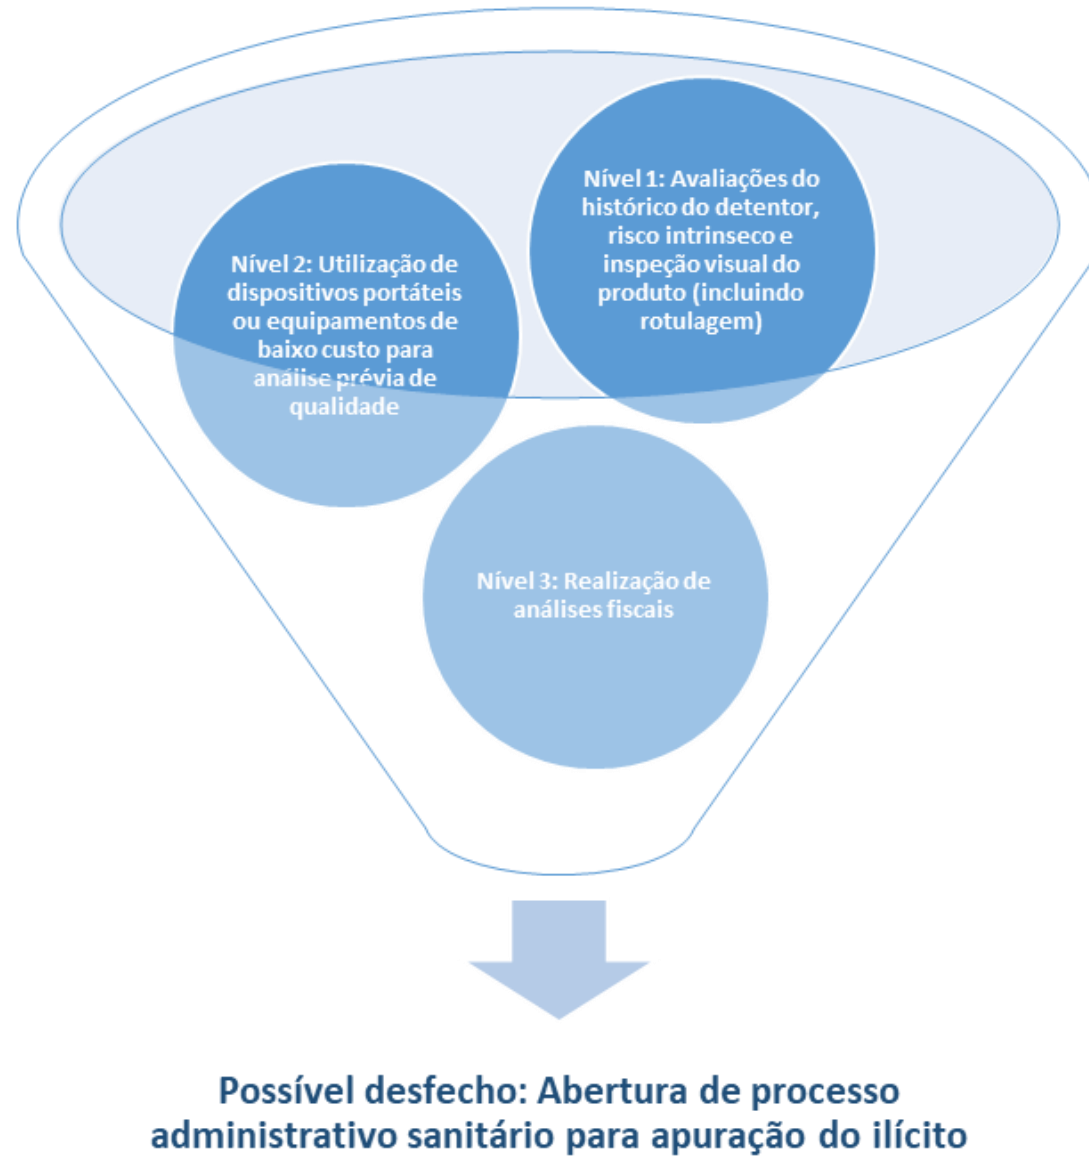 Nível 1: Avaliações do
histórico do detentor,
risco intrinseco e
inspeção visual do
produto (incluindo
rotulagem)
Nível 2: Utilização de
dispositivos portáteis
ou equipamentos de
baixo custo para
análise prévia de
qualidade
Nível 3: Realização de
análises fiscais
Possível desfecho: Abertura de processo
administrativo sanitário para apuração do ilícito